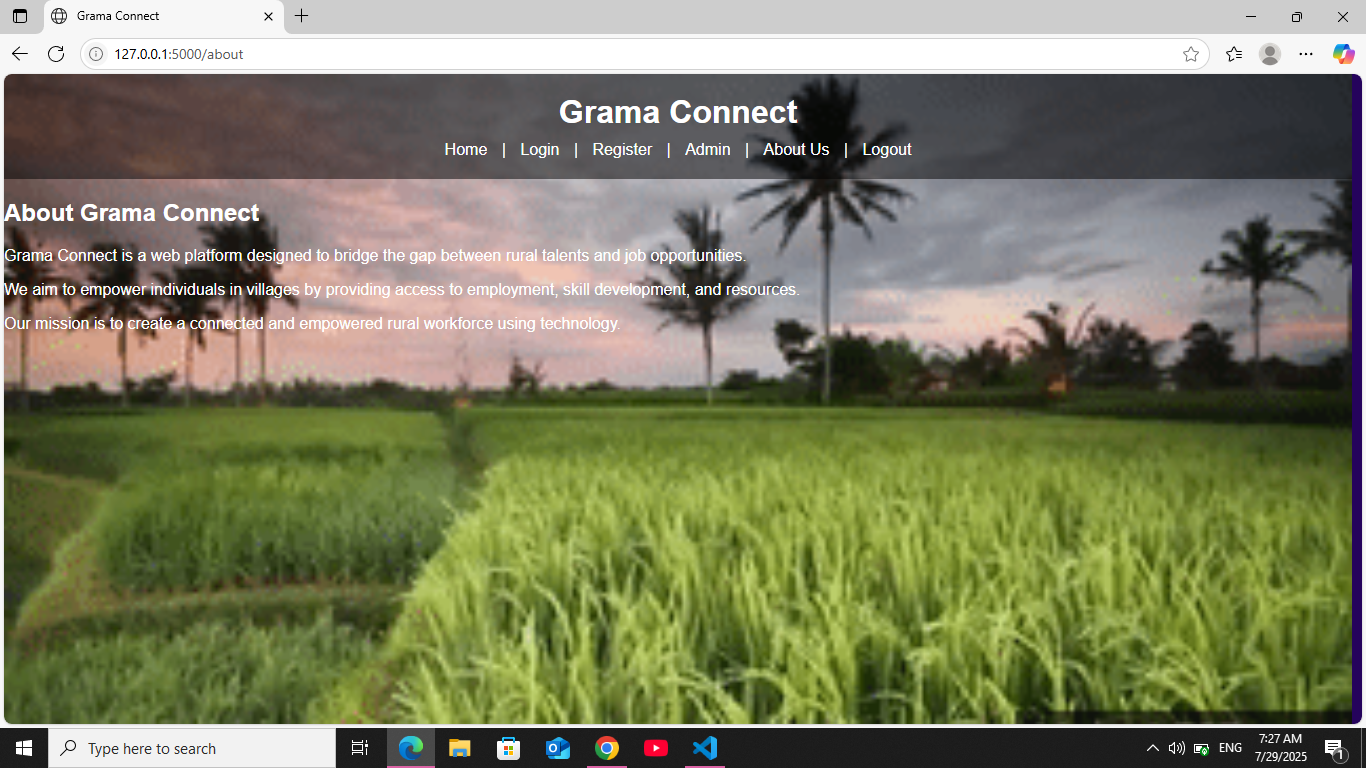 Grama Connect
127.0.0.1:5000/about
Grama Connect
Home | Login | Register | Admin | About Us | Logout
About Grama Connect
Grama Connect is a web platform designed to bridge the gap between rural talents and job opportunities.
We aim to empower individuals in villages by providing access to employment, skill development, and resources.
Our mission is to create a connected and empowered rural workforce using technology.
Type here to search
ENG
7:27 AM
7/29/2025
1